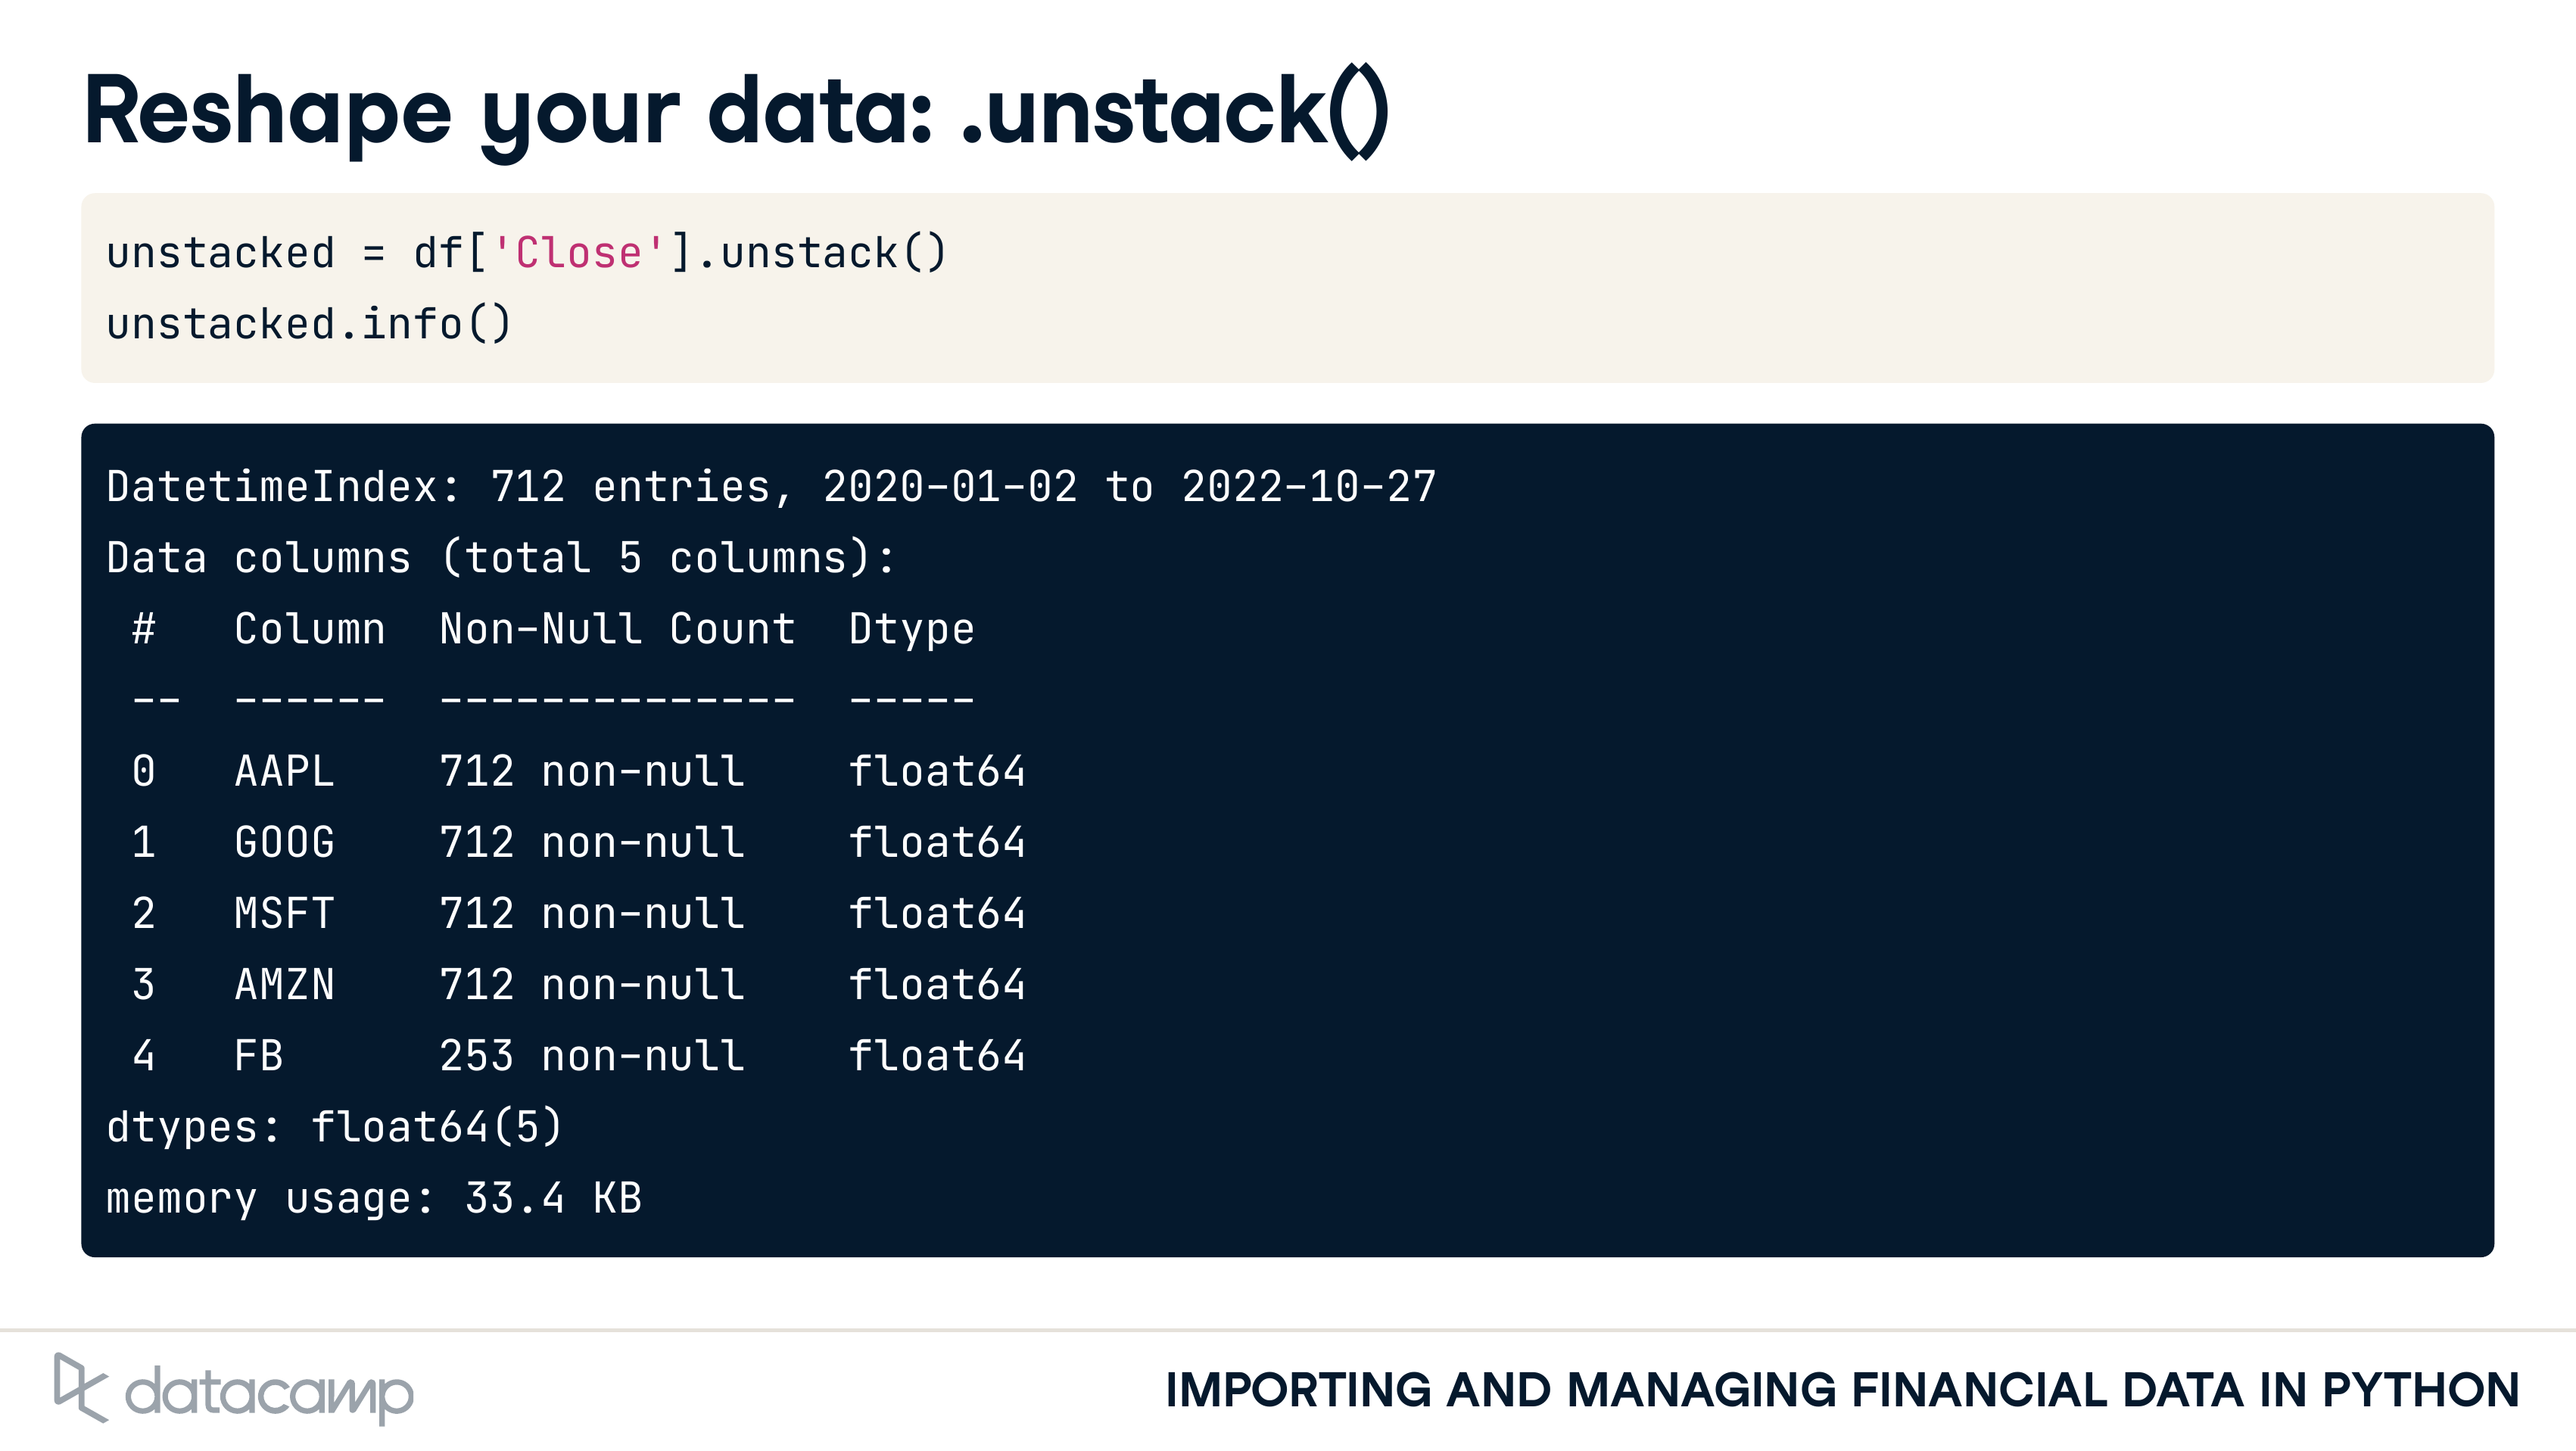 Reshape your data: .unstack()
unstacked = df['Close'].unstack()
unstacked.info()
DatetimeIndex: 712 entries, 2020-01-02 to 2022-10-27
Data columns (total 5 columns):
 #   Column  Non-Null Count  Dtype
 --  ------  --------------  -----
 0   AAPL    712 non-null    float64
 1   GOOG    712 non-null    float64
 2   MSFT    712 non-null    float64
 3   AMZN    712 non-null    float64
 4   FB      253 non-null    float64
dtypes: float64(5)
memory usage: 33.4 KB
datacamp
IMPORTING AND MANAGING FINANCIAL DATA IN PYTHON